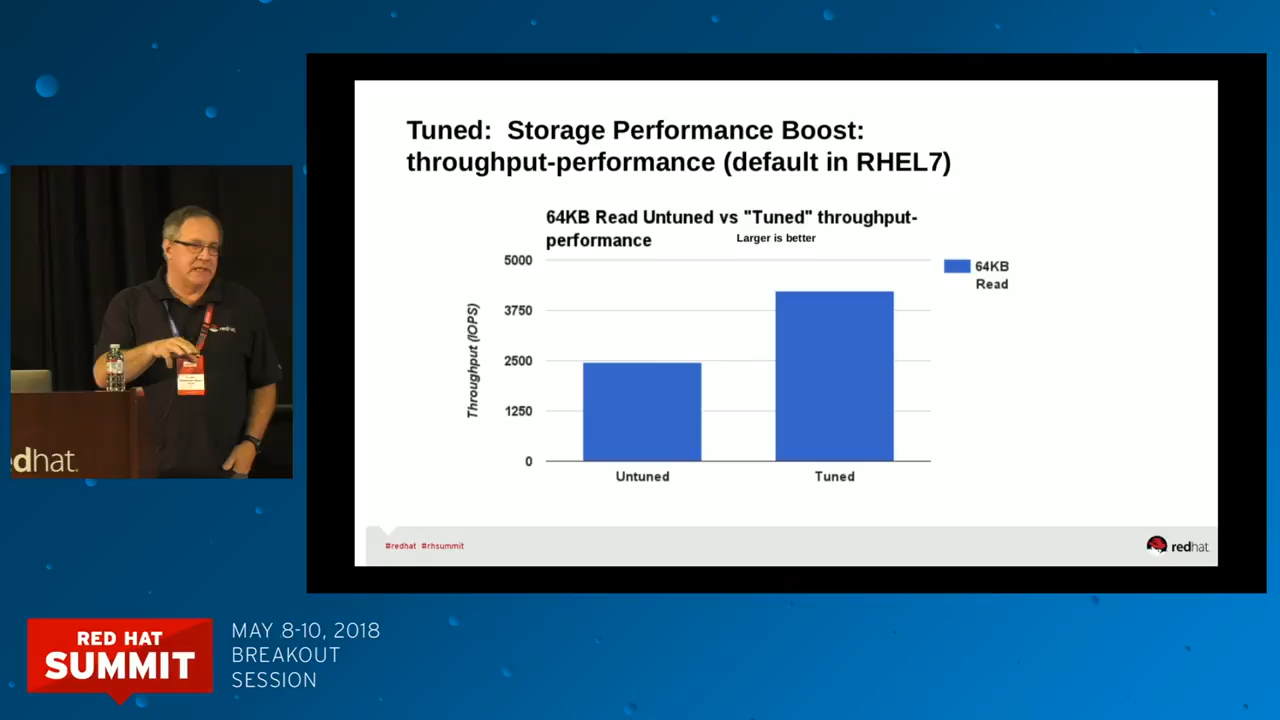 Tuned: Storage Performance Boost:
throughput-performance (default in RHEL7)
64KB Read Untuned vs "Tuned" throughput-
performance
Larger is better
5000
3750
2500
1250
0
Throughput (IOPS)
Untuned
Tuned
64KB
Read
#redhat #rhsummit
redhat.
redhat.
dhat.
RED HAT
SUMMIT
MAY 8-10, 2018
BREAKOUT
SESSION